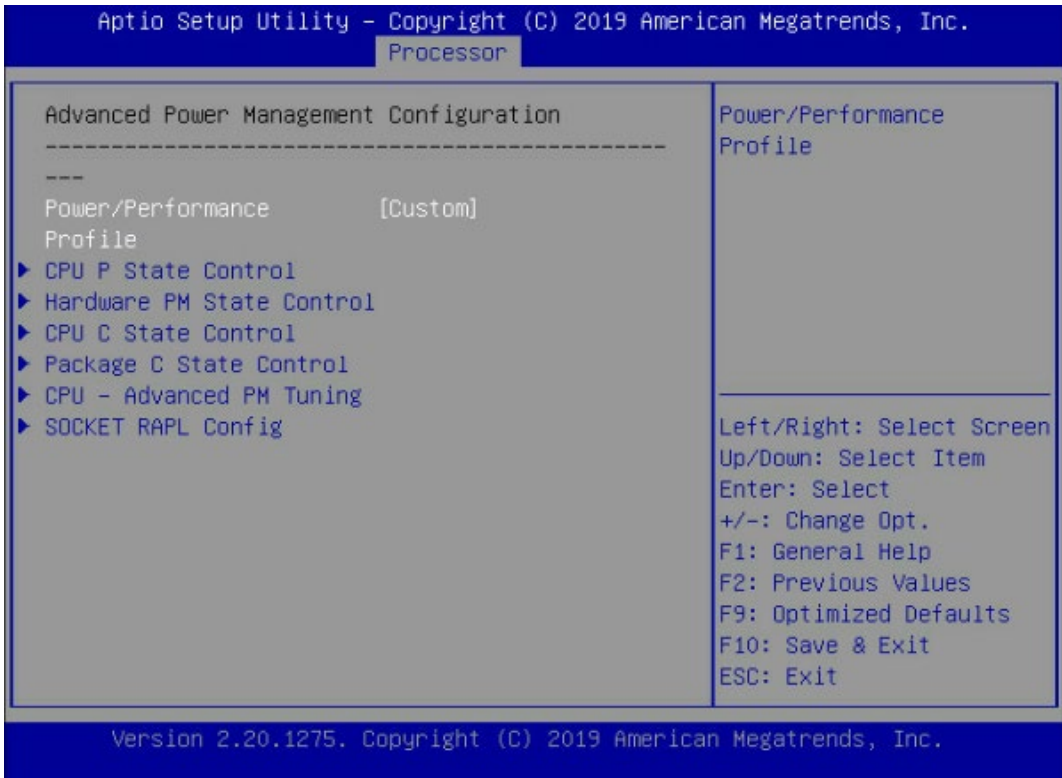 Aptio Setup Utility – Copyright (C) 2019 American Megatrends, Inc.
Processor
Advanced Power Management Configuration
-----------------------------------------------
---
Power/Performance [Custom]
Profile
▶ CPU P State Control
▶ Hardware PM State Control
▶ CPU C State Control
▶ Package C State Control
▶ CPU – Advanced PM Tuning
▶ SOCKET RAPL Config
Power/Performance
Profile
Left/Right: Select Screen
Up/Down: Select Item
Enter: Select
+/-: Change Opt.
F1: General Help
F2: Previous Values
F9: Optimized Defaults
F10: Save & Exit
ESC: Exit
Version 2.20.1275. Copyright (C) 2019 American Megatrends, Inc.